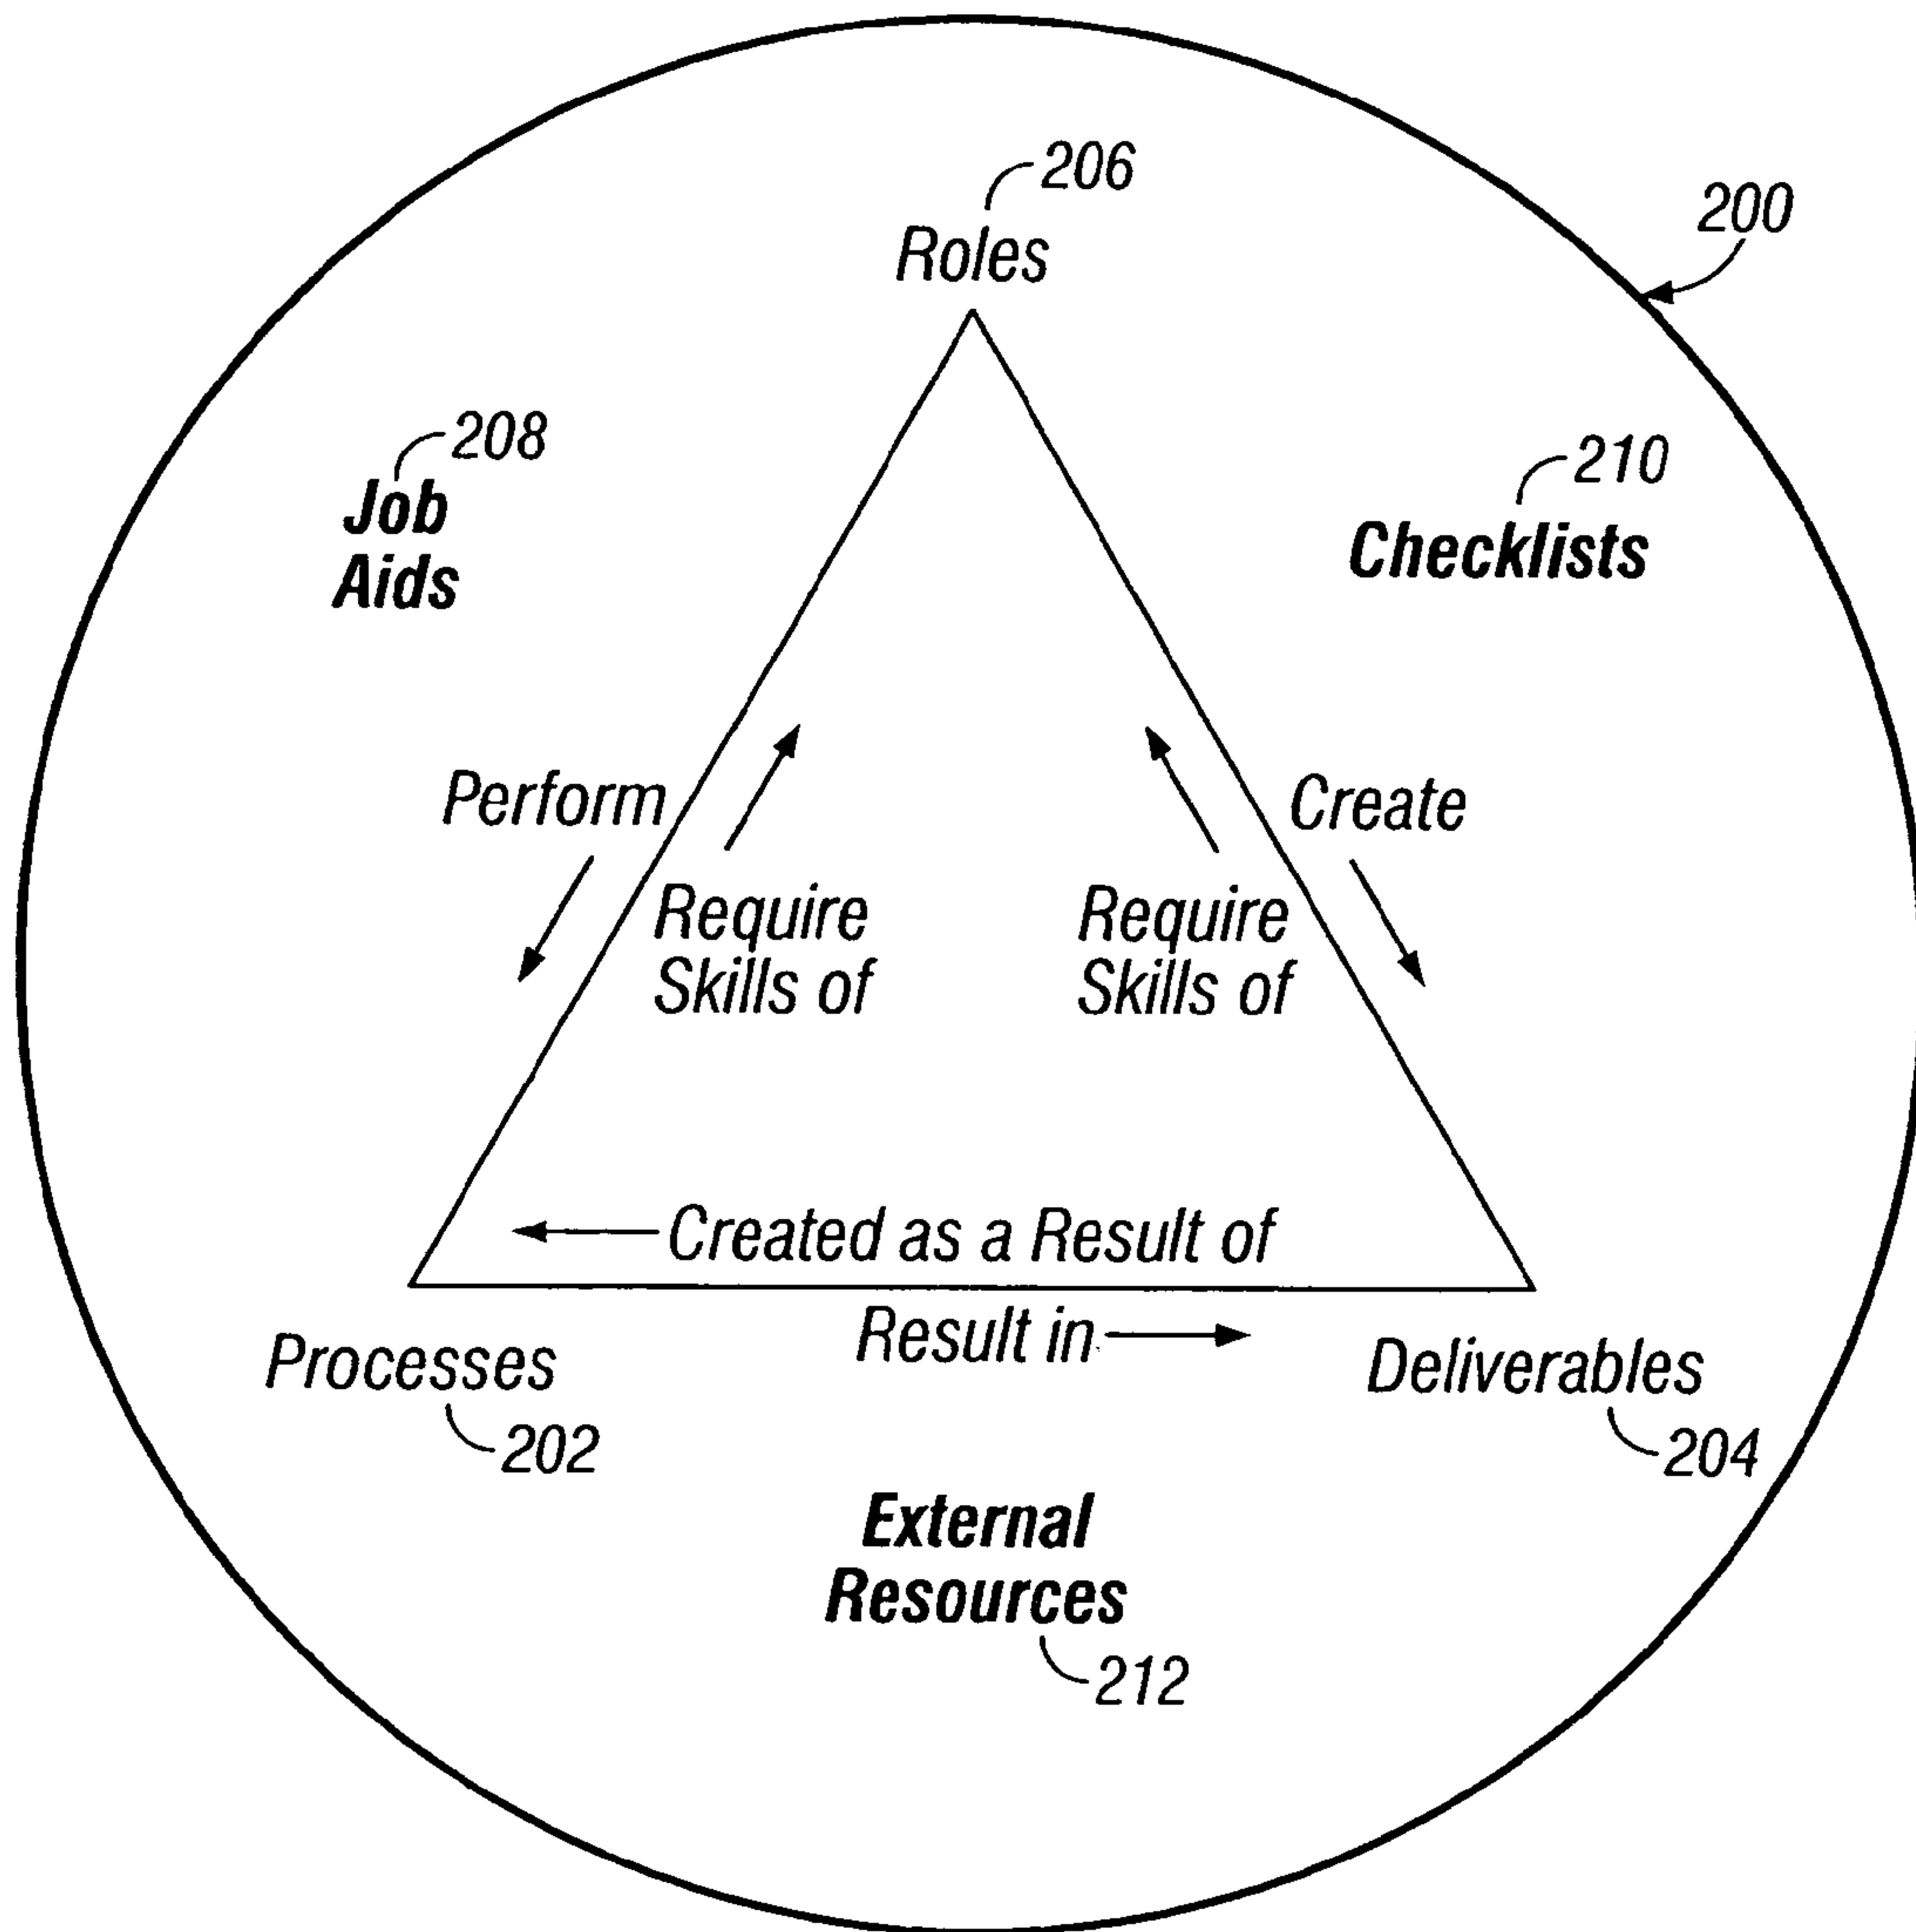 206
Roles
200
208
Job
Aids
210
Checklists
Perform
Create
Require
Skills of
Require
Skills of
Created as a Result of
Result in
Processes
202
Deliverables
204
External
Resources
212